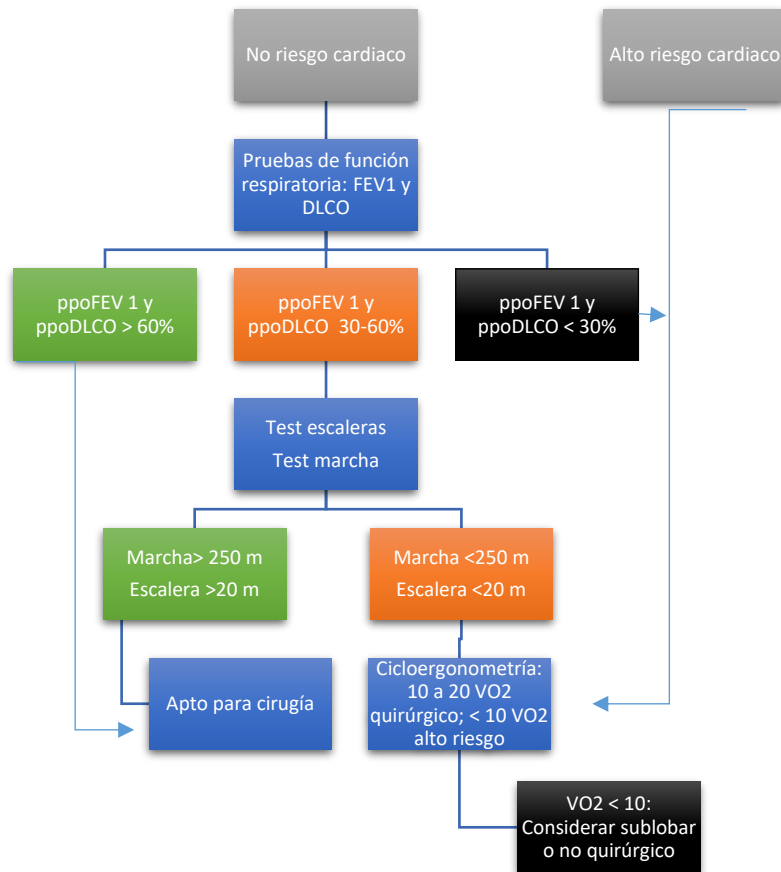 No riesgo cardiaco
Alto riesgo cardiaco
Pruebas de función
respiratoria: FEV1 y
DLCO
ppoFEV 1 y
ppoDLCO > 60%
ppoFEV 1 y
ppoDLCO 30-60%
ppoFEV 1 y
ppoDLCO < 30%
Test escaleras
Test marcha
Marcha> 250 m
Escalera >20 m
Marcha <250 m
Escalera <20 m
Apto para cirugía
Cicloergonometría:
10 a 20 VO2
quirúrgico; < 10 VO2
alto riesgo
VO2 < 10:
Considerar sublobar
o no quirúrgico